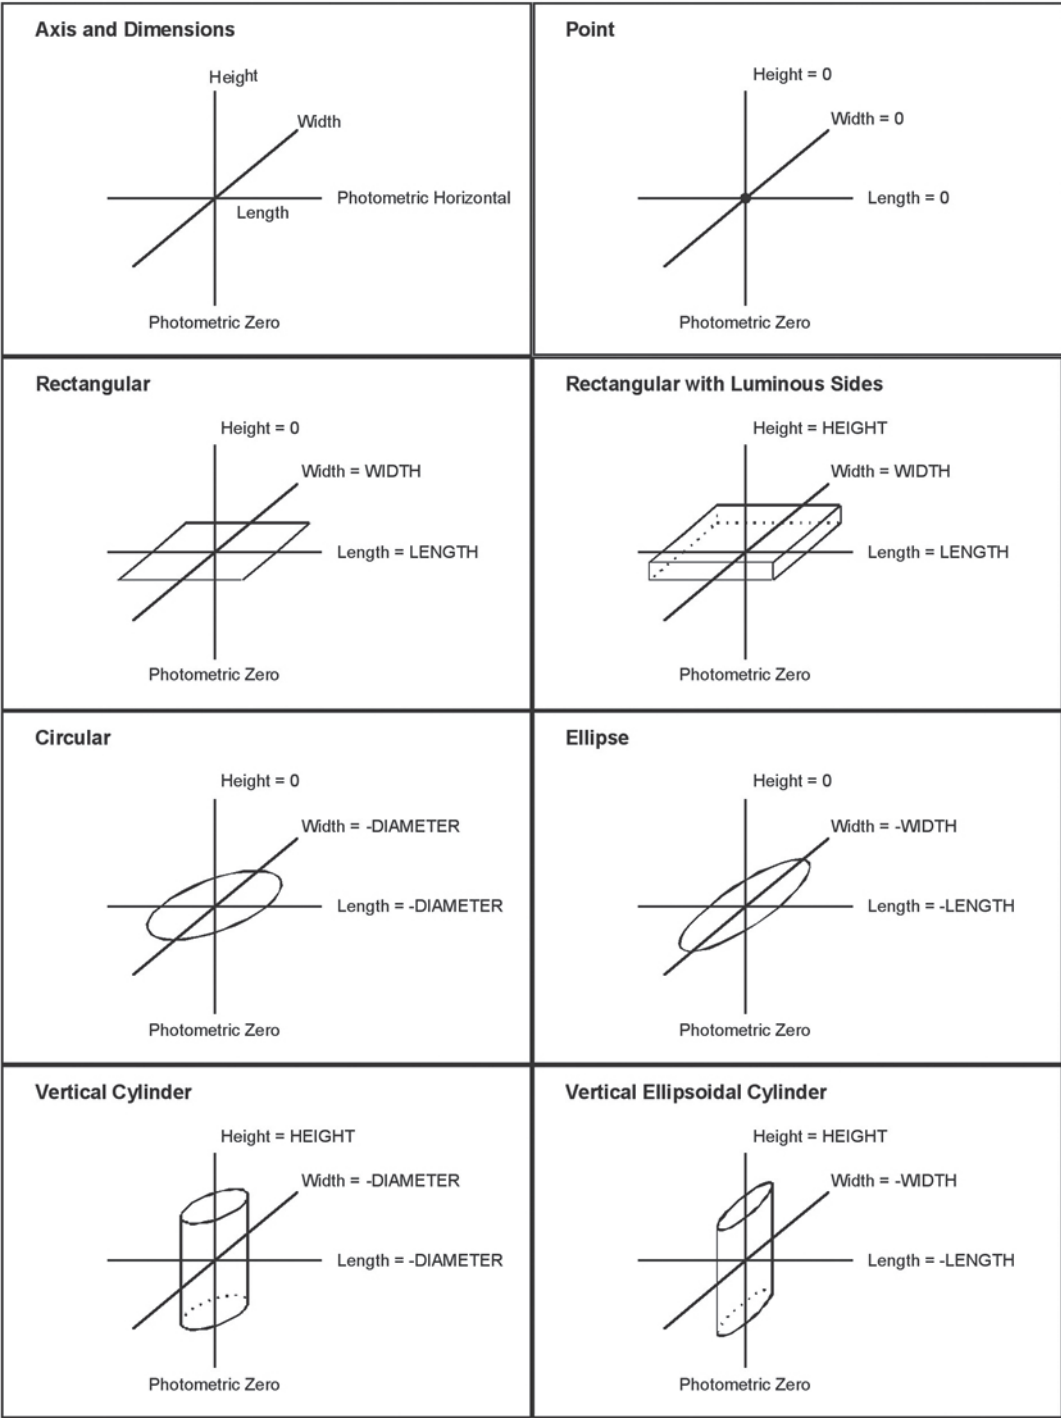 Axis and Dimensions
Height
Width
Photometric Horizontal
Length
Photometric Zero
Point
Height = 0
Width = 0
Length = 0
Photometric Zero
Rectangular
Height = 0
Width = WIDTH
Length = LENGTH
Photometric Zero
Rectangular with Luminous Sides
Height = HEIGHT
Width = WIDTH
Length = LENGTH
Photometric Zero
Circular
Height = 0
Width = -DIAMETER
Length = -DIAMETER
Photometric Zero
Ellipse
Height = 0
Width = -WIDTH
Length = -LENGTH
Photometric Zero
Vertical Cylinder
Height = HEIGHT
Width = -DIAMETER
Length = -DIAMETER
Photometric Zero
Vertical Ellipsoidal Cylinder
Height = HEIGHT
Width = -WIDTH
Length = -LENGTH
Photometric Zero